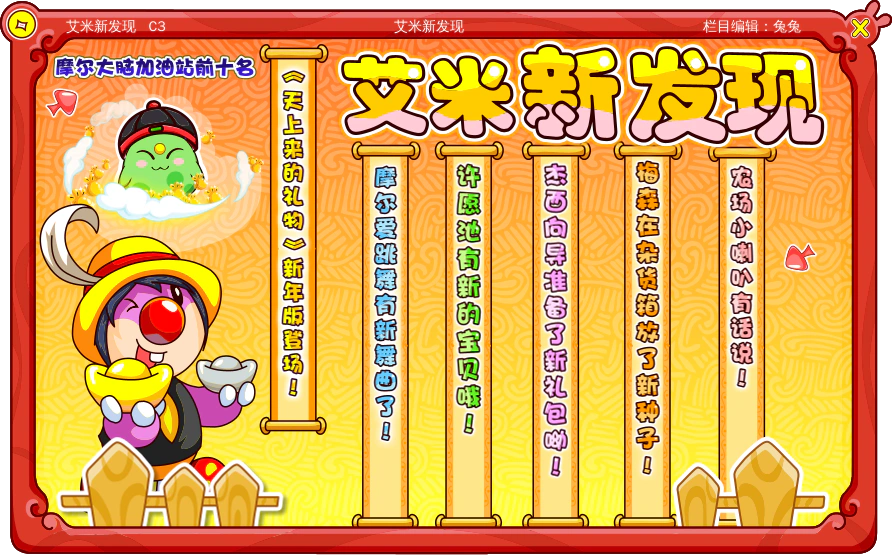 艾米新发现 C3
艾米新发现
栏目编辑：兔兔
摩尔大脑加油站前十名
艾米新发现
《天上来的礼物》新年版登场！
摩尔爱跳舞有新舞曲了！
许愿池有新的宝贝哦！
杰西向导准备了新礼包呦！
梅森在杂货箱放了新种子！
农场小喇叭有话说！